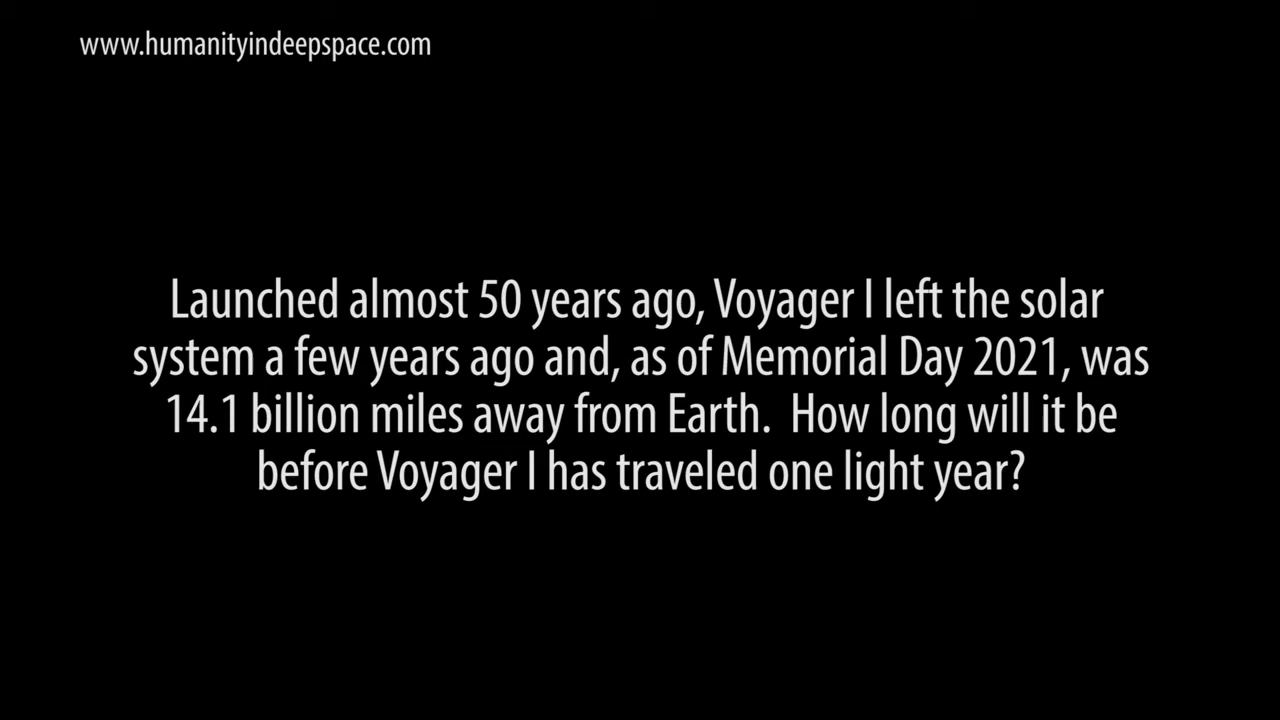 www.humanityindeepspace.com
Launched almost 50 years ago, Voyager I left the solar
system a few years ago and, as of Memorial Day 2021, was
14.1 billion miles away from Earth.  How long will it be
before Voyager I has traveled one light year?